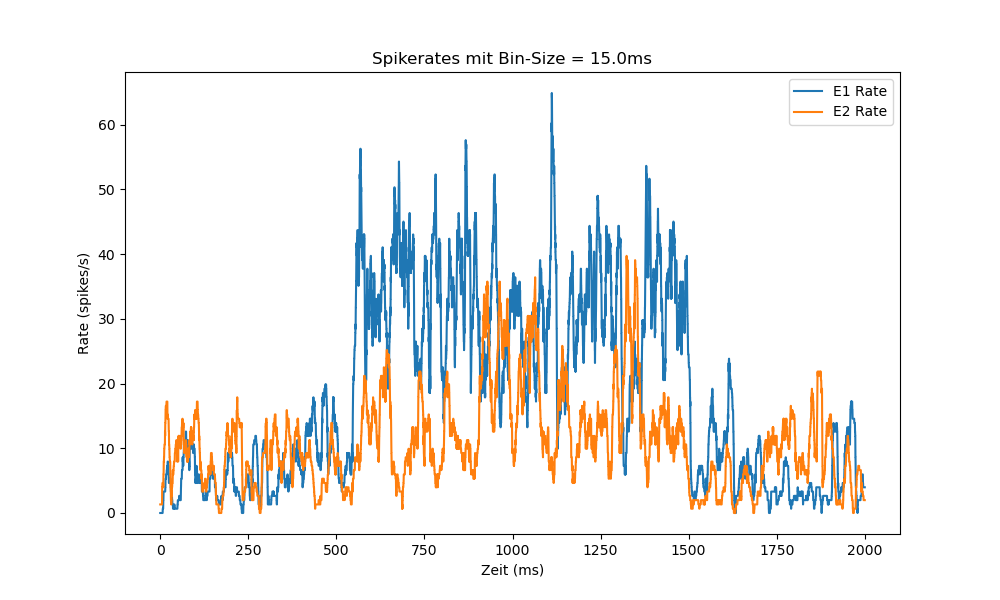 Spikerates mit Bin-Size = 15.0ms
E1 Rate
E2 Rate
60
50
40
30
20
10
0
Rate (spikes/s)
0 250 500 750 1000 1250 1500 1750 2000
Zeit (ms)